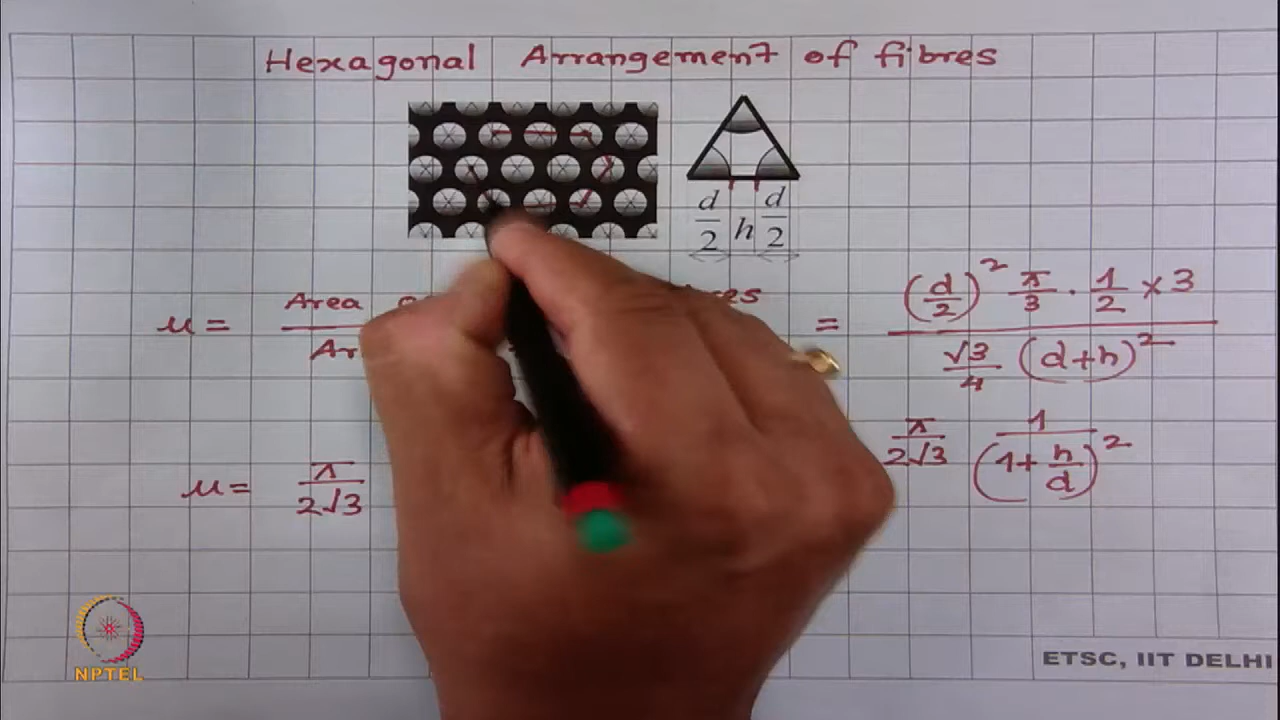 Hexagonal Arrangement of fibres
d/2 h d/2
μ = Area = (d/2)² π/3 · 1/2 × 3 / √3/4 (d+h)²
μ = π/2√3 π/2√3 1/(1+h/d)²
NPTEL
ETSC, IIT DELHI